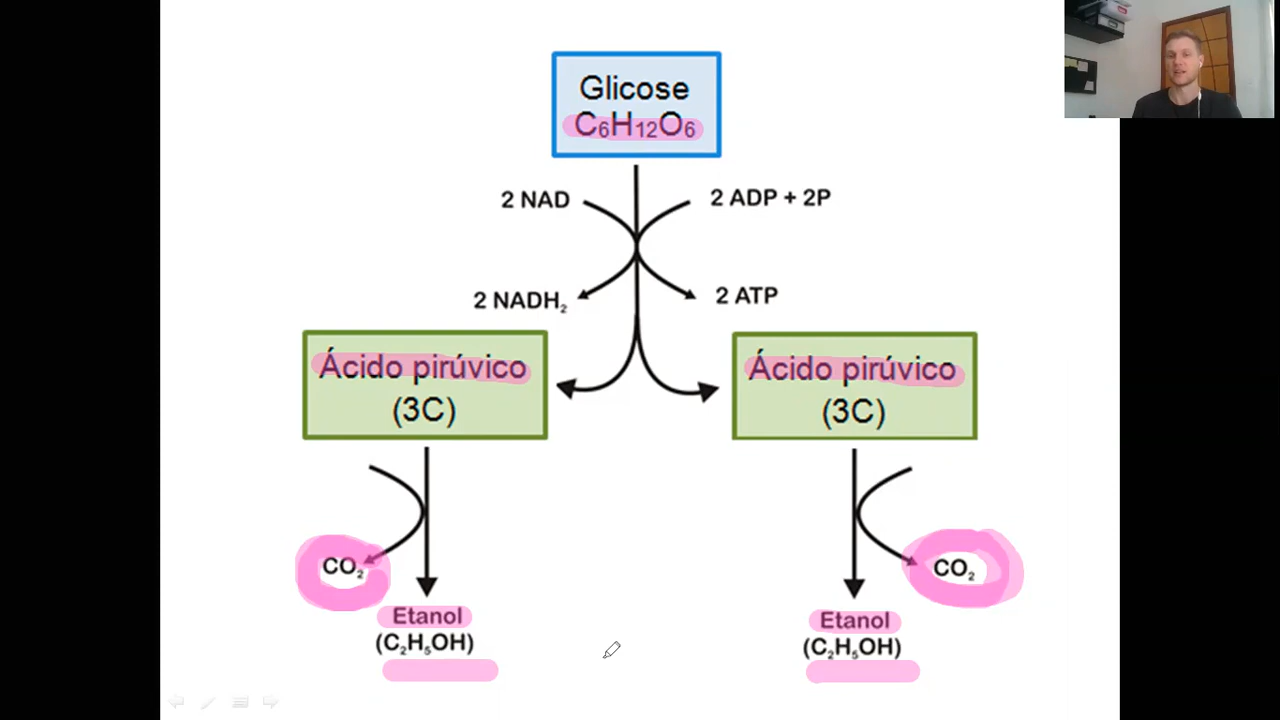 Glicose
C₆H₁₂O₆
2 NAD
2 ADP + 2P
2 NADH₂
2 ATP
Ácido pirúvico
(3C)
Ácido pirúvico
(3C)
CO₂
CO₂
Etanol
(C₂H₅OH)
Etanol
(C₂H₅OH)